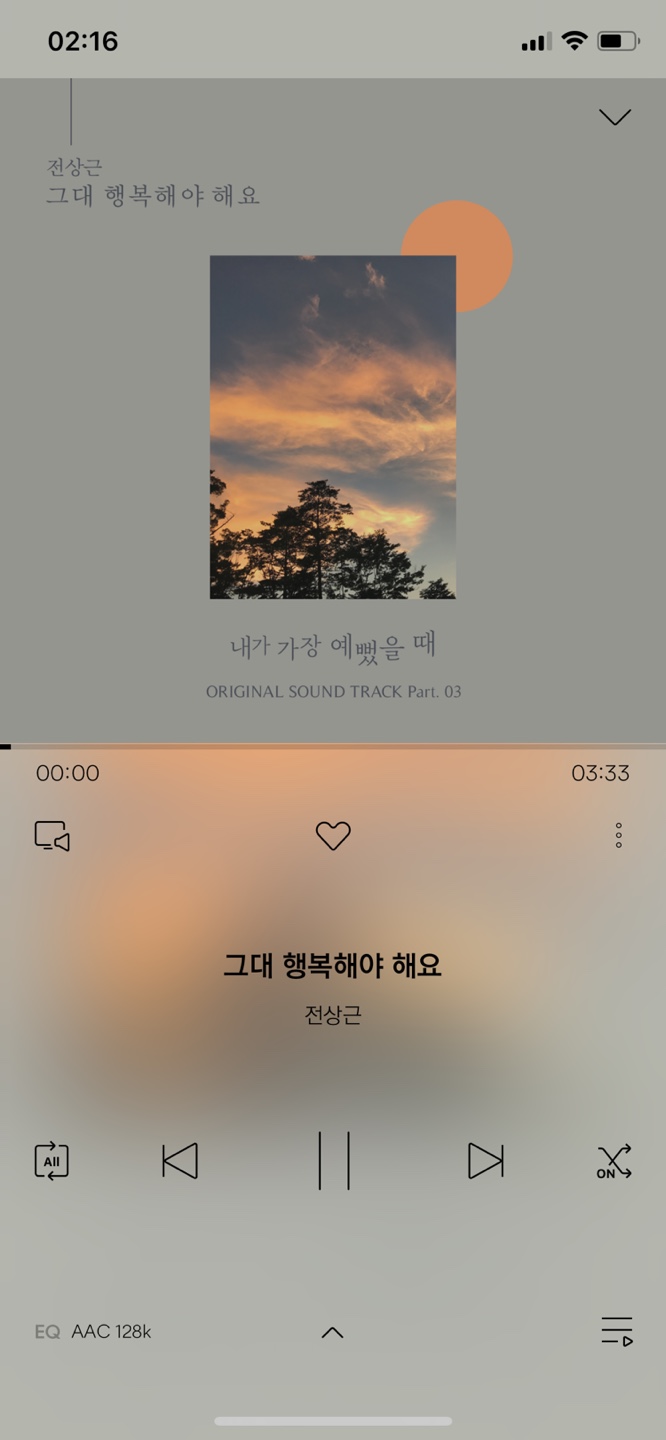 02:16
전상근
그대 행복해야 해요
내가 가장 예뻤을 때
ORIGINAL SOUND TRACK Part. 03
00:00 03:33
그대 행복해야 해요
전상근
All
ON
EQ AAC 128k